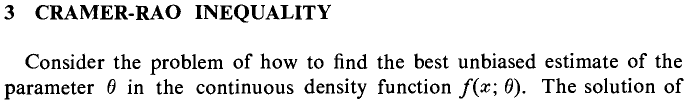 3 CRAMER-RAO INEQUALITY
Consider the problem of how to find the best unbiased estimate of the
parameter θ in the continuous density function f(x; θ). The solution of